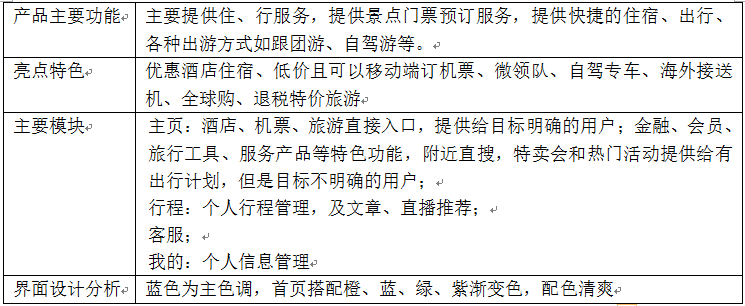 产品主要功能 主要提供住、行服务，提供景点门票预订服务，提供快捷的住宿、出行、
各种出游方式如跟团游、自驾游等。
亮点特色 优惠酒店住宿、低价且可以移动端订机票、微领队、自驾专车、海外接送
机、全球购、退税特价旅游
主要模块 主页：酒店、机票、旅游直接入口，提供给目标明确的用户；金融、会员、
旅行工具、服务产品等特色功能，附近直搜，特卖会和热门活动提供给有
出行计划，但是目标不明确的用户；
行程：个人行程管理，及文章、直播推荐；
客服；
我的：个人信息管理
界面设计分析 蓝色为主色调，首页搭配橙、蓝、绿、紫渐变色，配色清爽